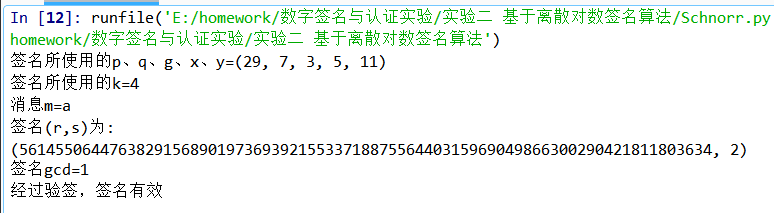 In [12]: runfile('E:/homework/数字签名与认证实验/实验二 基于离散对数签名算法/Schnorr.py
homework/数字签名与认证实验/实验二 基于离散对数签名算法')
签名所使用的p、q、g、x、y=(29, 7, 3, 5, 11)
签名所使用的k=4
消息m=a
签名(r,s)为:
(56145506447638291568901973693921553371887556440315969049866300290421811803634, 2)
签名gcd=1
经过验签，签名有效